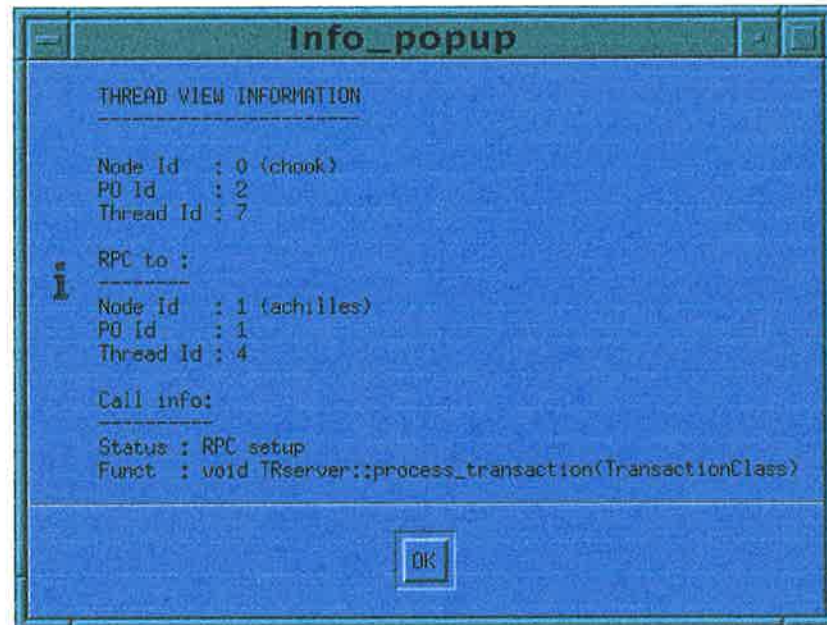 Info_popup
THREAD VIEW INFORMATION
-----------------------
Node Id : 0 (chook)
PO Id : 2
Thread Id : 7
RPC to :
--------
Node Id : 1 (achilles)
PO Id : 1
Thread Id : 4
Call info:
----------
Status : RPC setup
Funct : void TRserver::process_transaction(TransactionClass)
i
OK